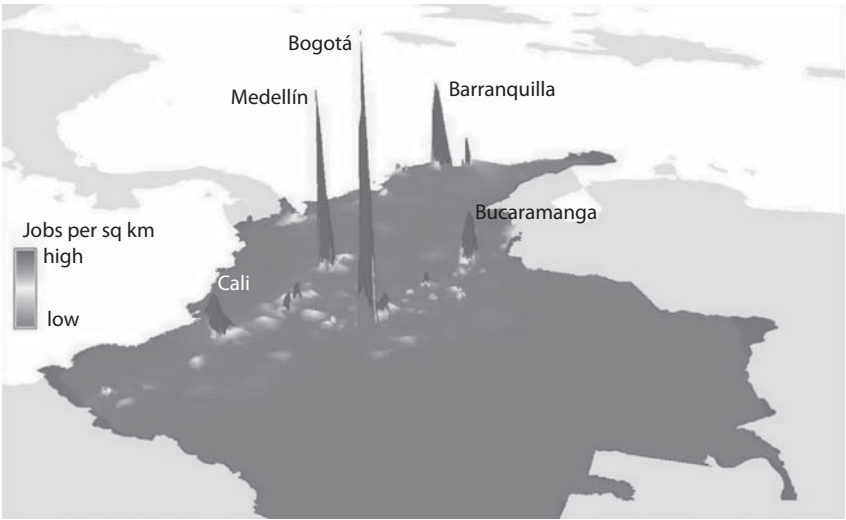 Bogotá
Medellín
Barranquilla
Bucaramanga
Jobs per sq km
high
Cali
low